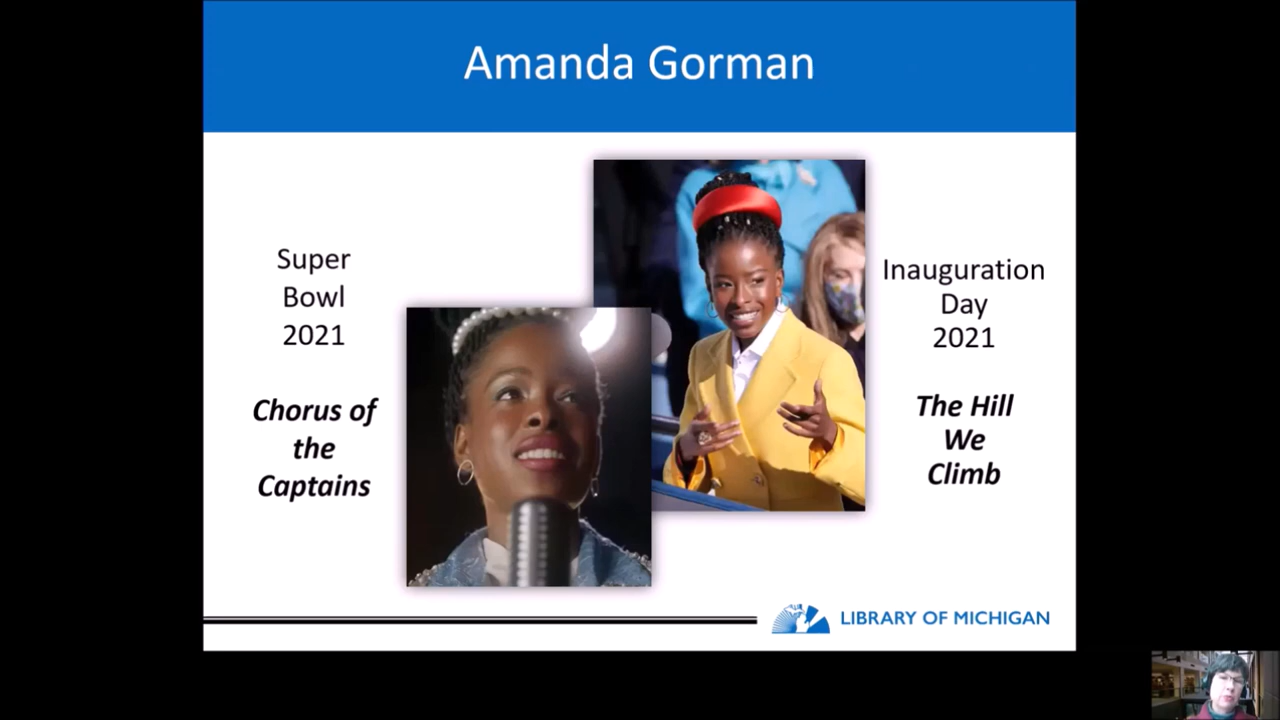 Amanda Gorman
Super
Bowl
2021
Chorus of
the
Captains
Inauguration
Day
2021
The Hill
We
Climb
LIBRARY OF MICHIGAN